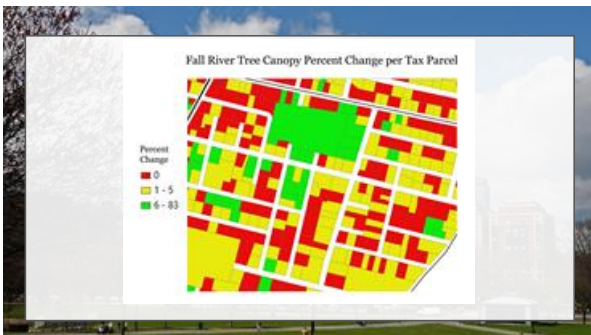 Fall River Tree Canopy Percent Change per Tax Parcel
Percent
Change
0
1 - 5
6 - 83